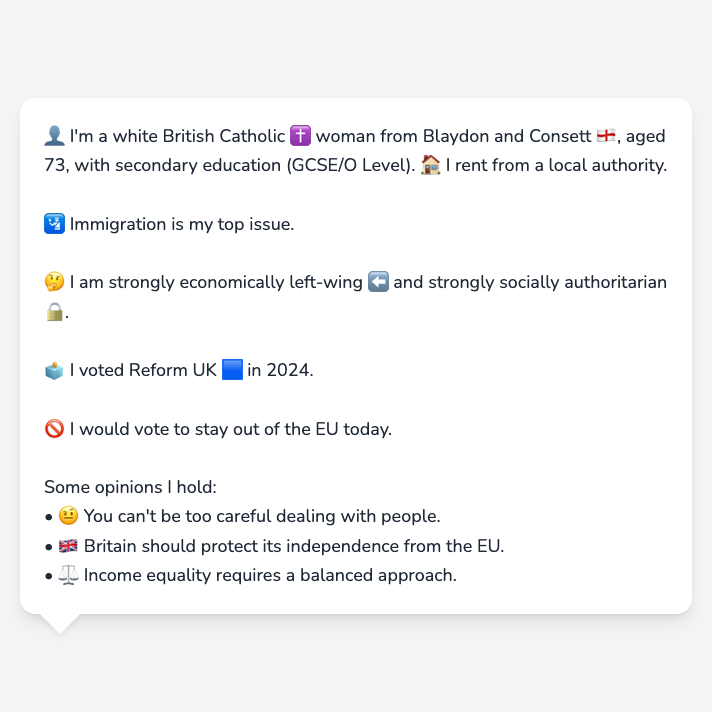 👤 I'm a white British Catholic ✝️ woman from Blaydon and Consett 🏴󠁧󠁢󠁥󠁮󠁧󠁿, aged
73, with secondary education (GCSE/O Level). 🏠 I rent from a local authority.
🛂 Immigration is my top issue.
🤔 I am strongly economically left-wing ⬅️ and strongly socially authoritarian
🔒.
🗳️ I voted Reform UK 🟦 in 2024.
🚫 I would vote to stay out of the EU today.
Some opinions I hold:
• 🤨 You can't be too careful dealing with people.
• 🇬🇧 Britain should protect its independence from the EU.
• ⚖️ Income equality requires a balanced approach.